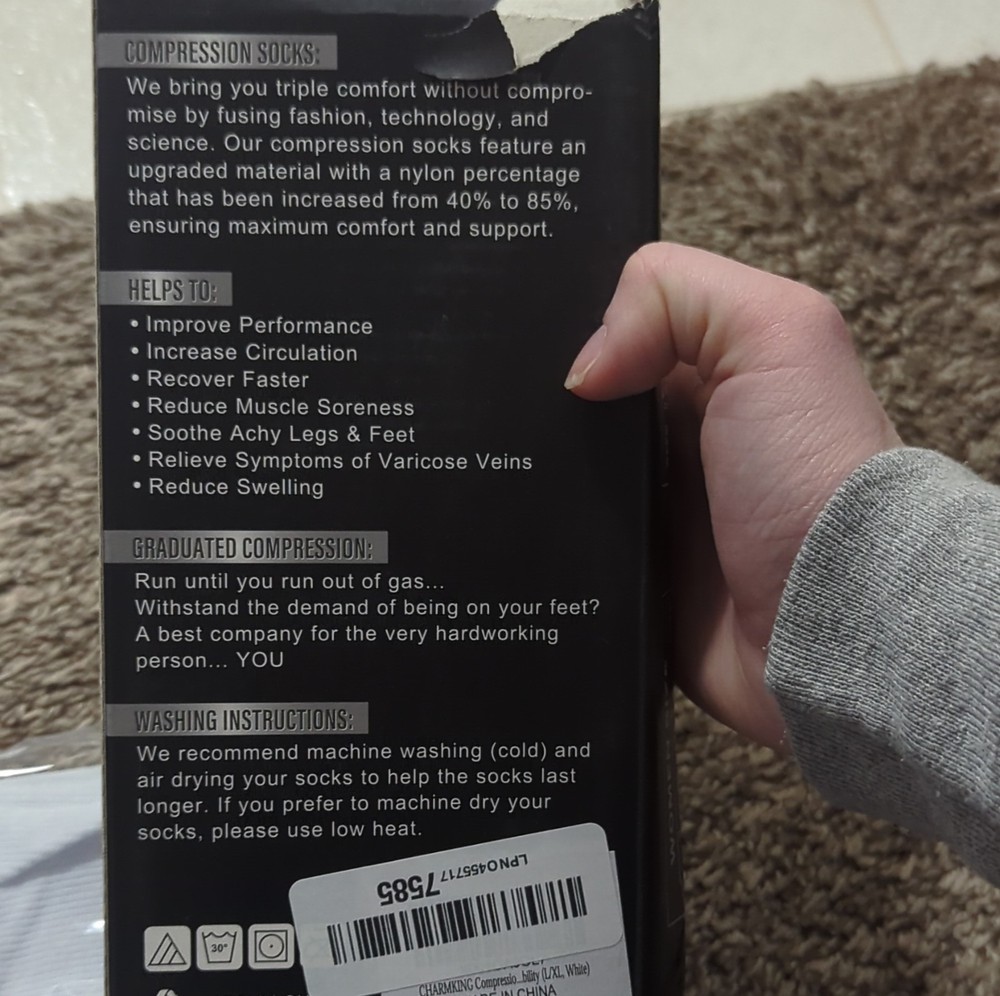 COMPRESSION SOCKS:
We bring you triple comfort without compro-
mise by fusing fashion, technology, and
science. Our compression socks feature an
upgraded material with a nylon percentage
that has been increased from 40% to 85%,
ensuring maximum comfort and support.
HELPS TO:
• Improve Performance
• Increase Circulation
• Recover Faster
• Reduce Muscle Soreness
• Soothe Achy Legs & Feet
• Relieve Symptoms of Varicose Veins
• Reduce Swelling
GRADUATED COMPRESSION:
Run until you run out of gas...
Withstand the demand of being on your feet?
A best company for the very hardworking
person... YOU
WASHING INSTRUCTIONS:
We recommend machine washing (cold) and
air drying your socks to help the socks last
longer. If you prefer to machine dry your
socks, please use low heat.
LPNO4557177585
30°
CHARMKING Compressio...bility (L/XL, White)
IN CHINA